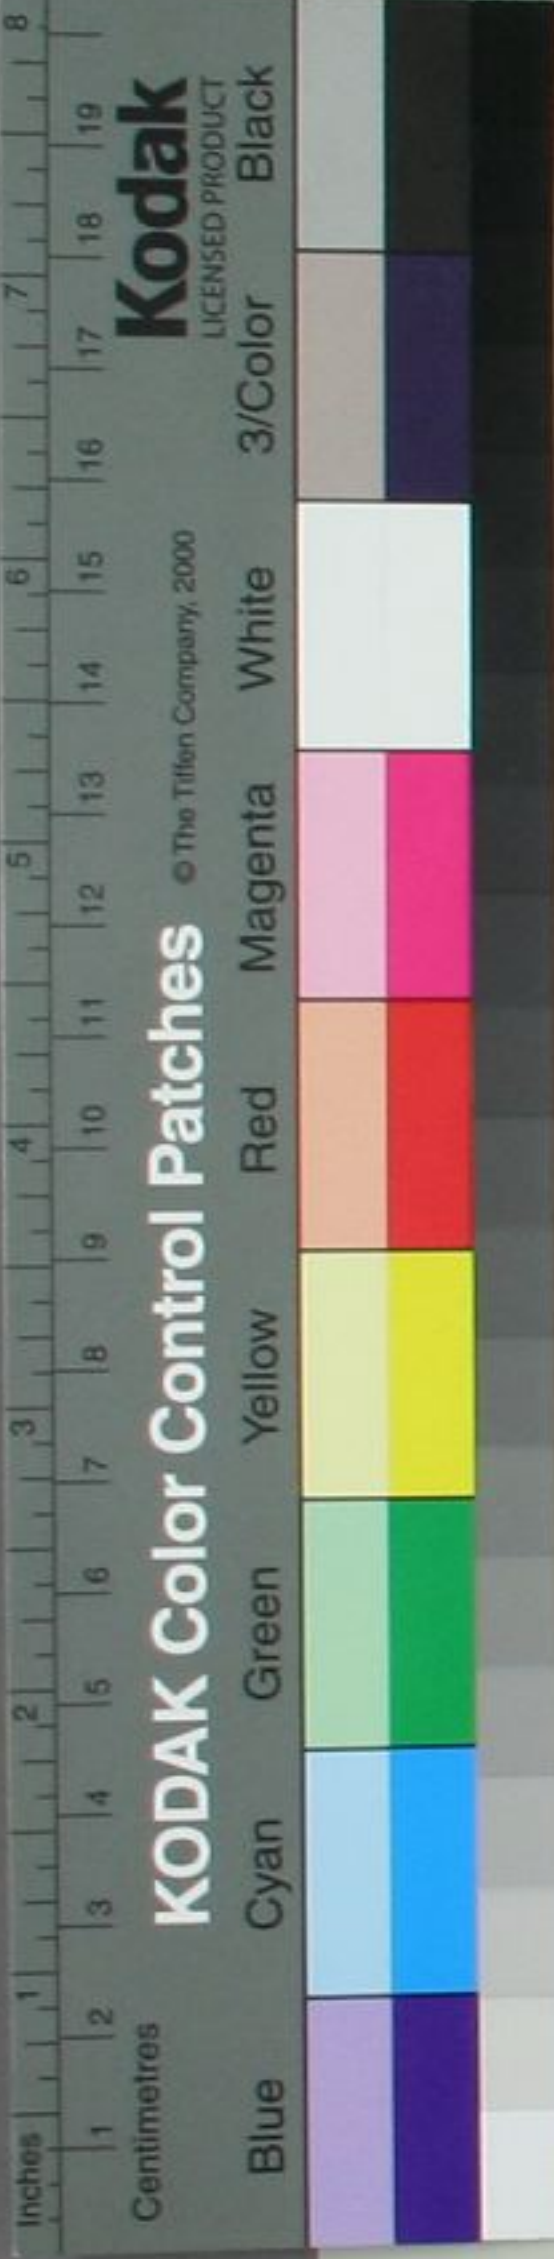 Inches 1 2 3 4 5 6 7 8
Centimetres 1 2 3 4 5 6 7 8 9 10 11 12 13 14 15 16 17 18 19
KODAK Color Control Patches © The Tiffen Company, 2000
Kodak
LICENSED PRODUCT
Blue Cyan Green Yellow Red Magenta White 3/Color Black